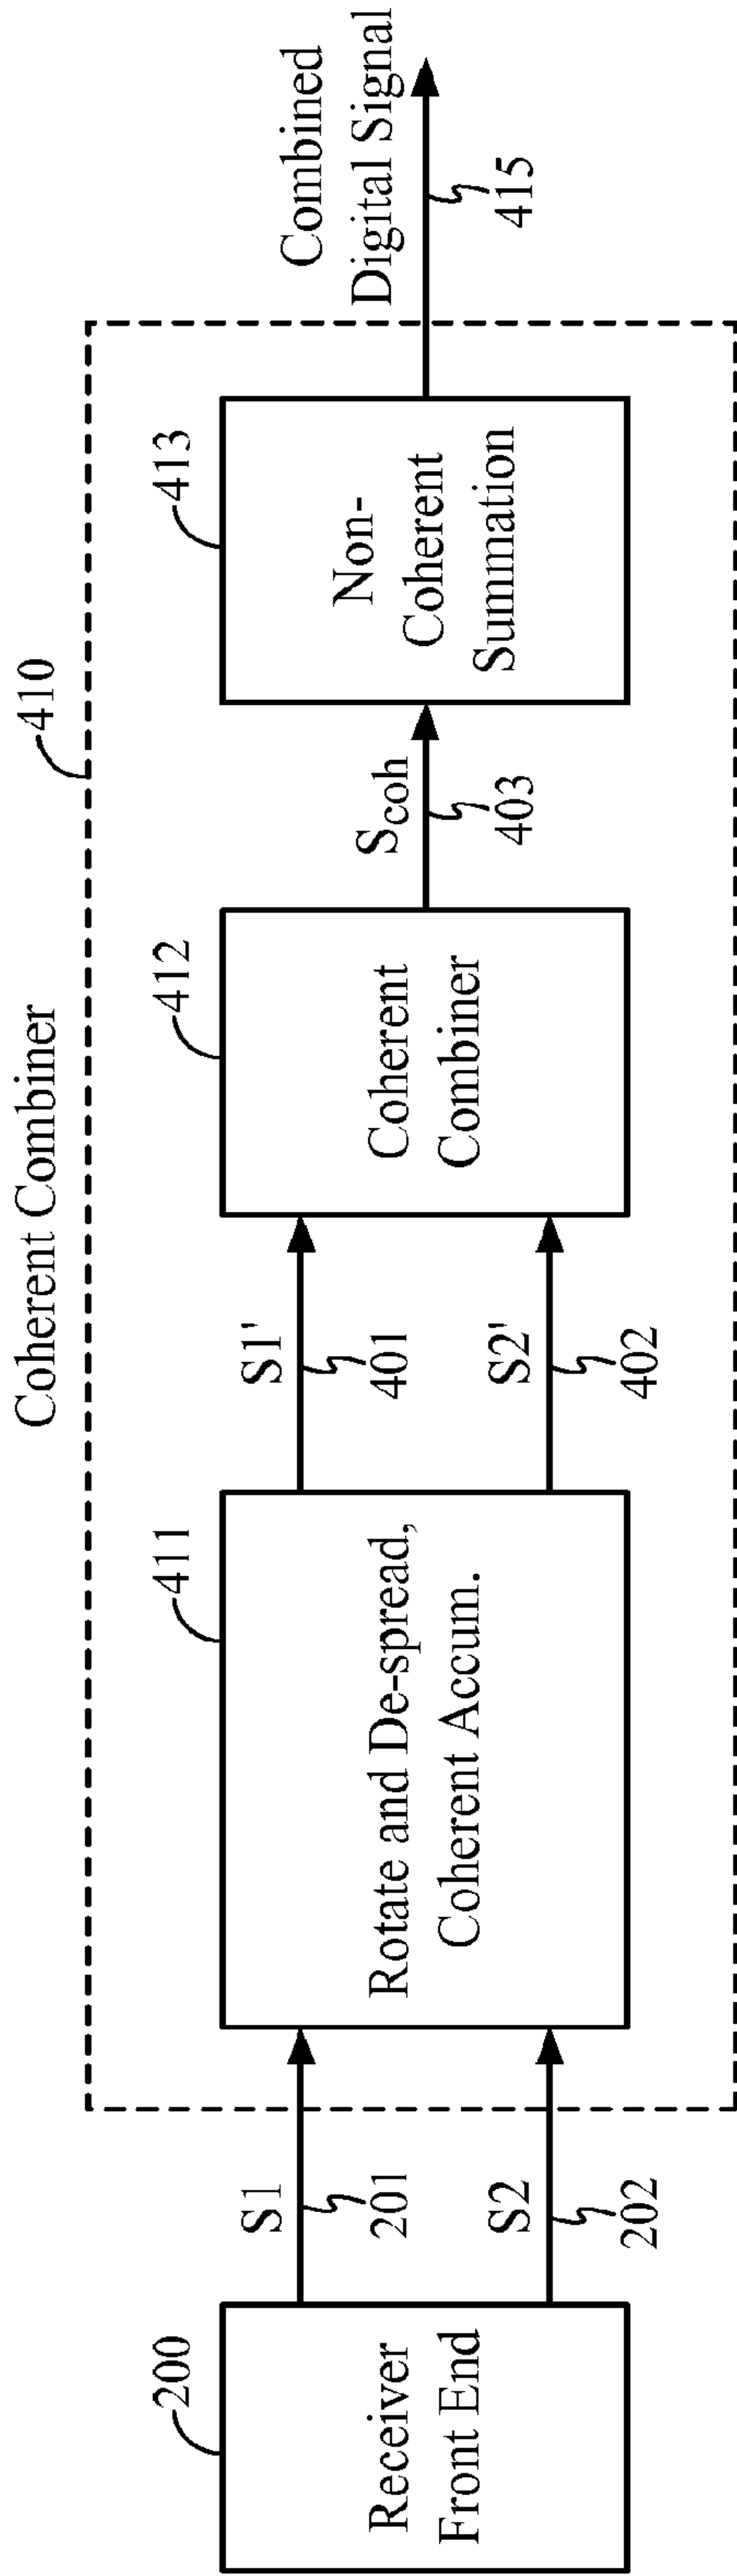 Coherent Combiner
410
200
Receiver
Front End
S1
201
S2
202
411
Rotate and De-spread,
Coherent Accum.
S1'
401
S2'
402
412
Coherent
Combiner
Scoh
403
413
Non-
Coherent
Summation
Combined
Digital Signal
415